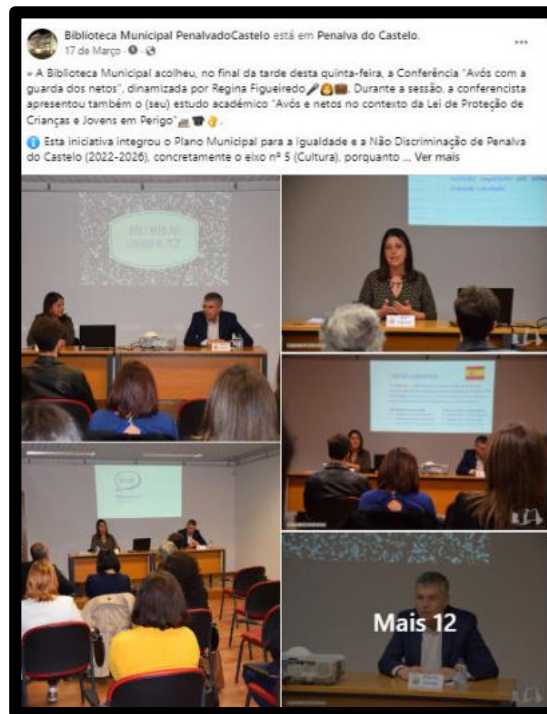 Biblioteca Municipal PenalvadoCastelo está em Penalva do Castelo.
17 de Março ·
» A Biblioteca Municipal acolheu, no final da tarde desta quinta-feira, a Conferência "Avós com a
guarda dos netos", dinamizada por Regina Figueiredo🎤👩💼. Durante a sessão, a conferencista
apresentou também o (seu) estudo académico "Avós e netos no contexto da Lei de Proteção de
Crianças e Jovens em Perigo"
ℹ️ Esta iniciativa integrou o Plano Municipal para a Igualdade e a Não Discriminação de Penalva
do Castelo (2022-2026), concretamente o eixo nº 5 (Cultura), porquanto ... Ver mais
Mais 12